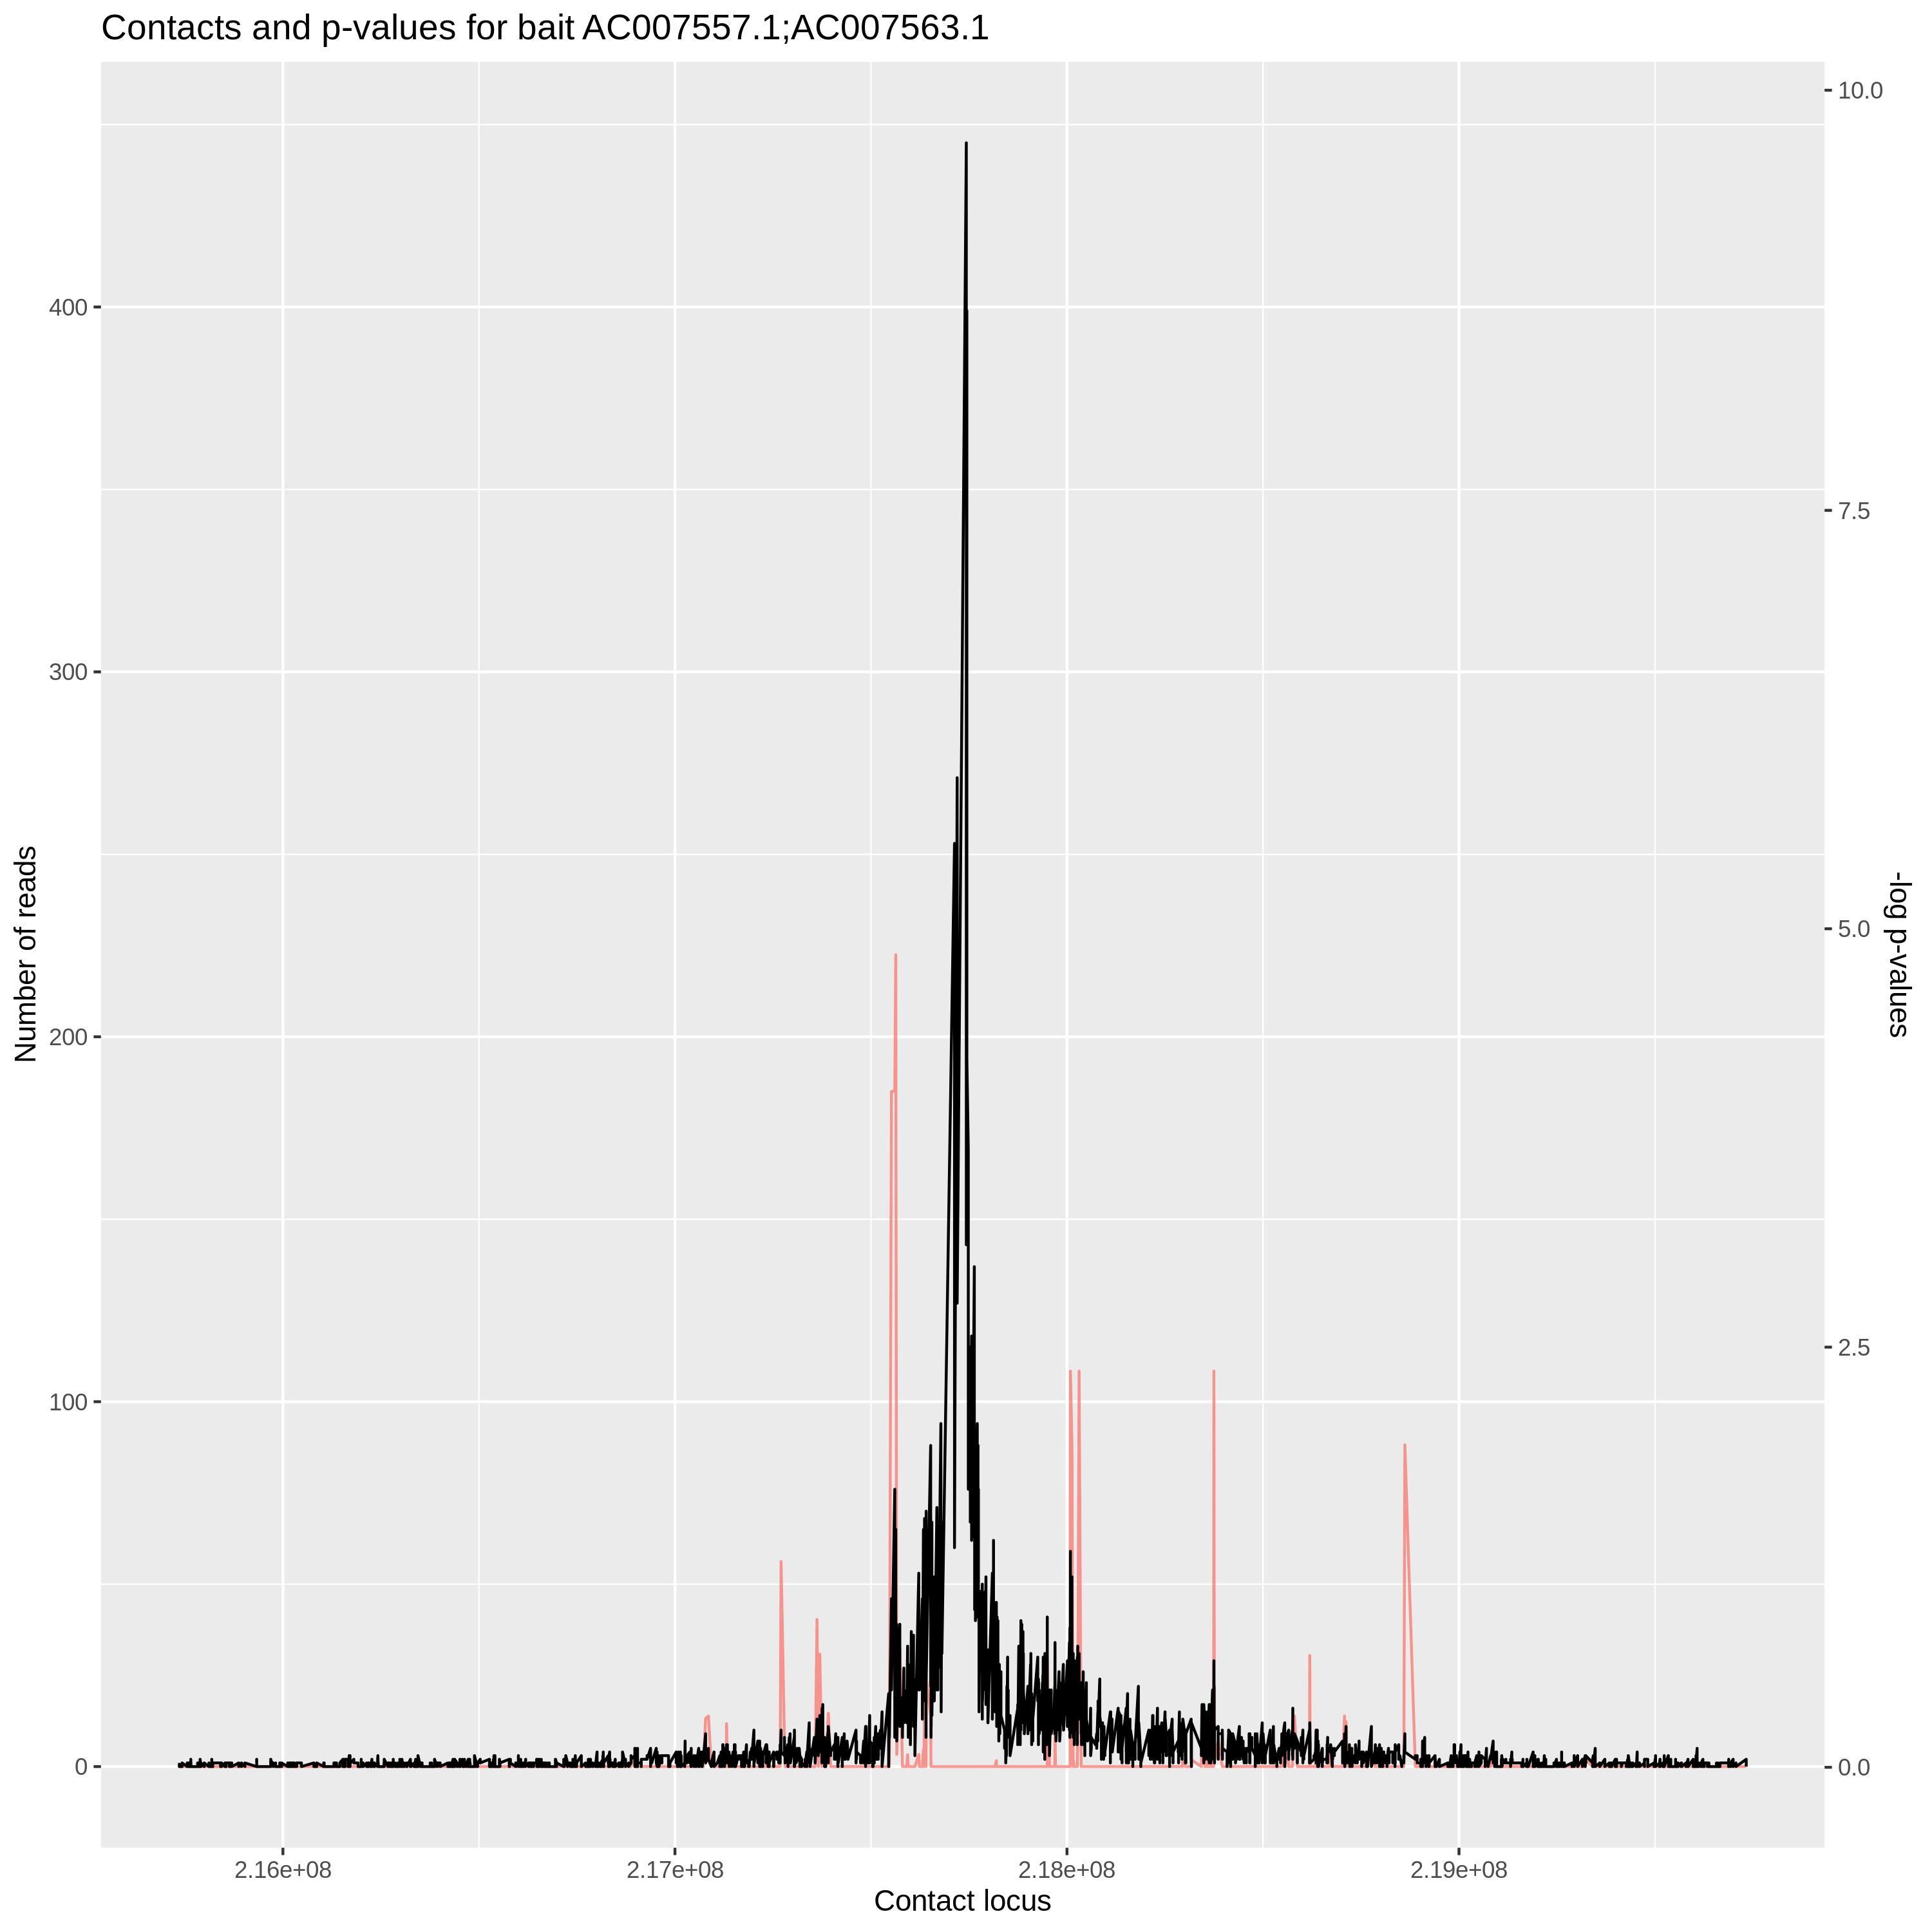 Contacts and p-values for bait AC007557.1;AC007563.1
Number of reads
400
300
200
100
0
10.0
7.5
5.0
2.5
0.0
-log p-values
2.16e+08 2.17e+08 2.18e+08 2.19e+08
Contact locus